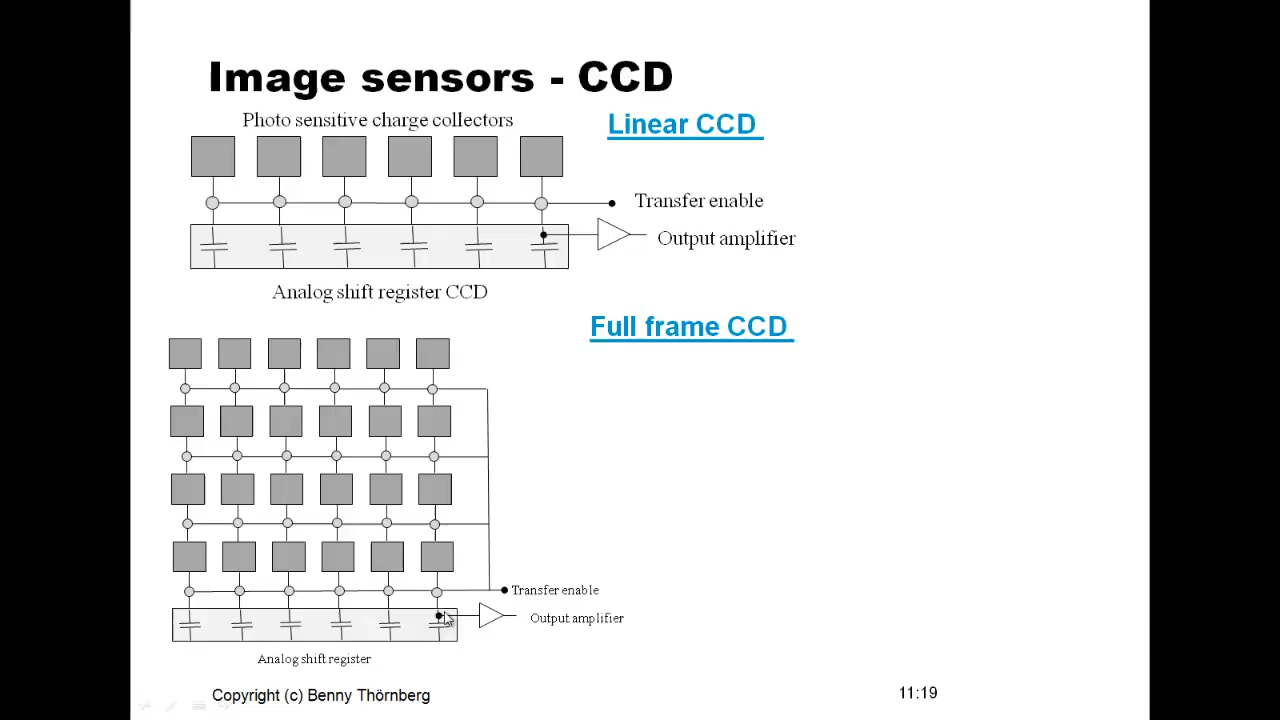 Image sensors - CCD
Photo sensitive charge collectors
Linear CCD
Transfer enable
Output amplifier
Analog shift register CCD
Full frame CCD
Transfer enable
Output amplifier
Analog shift register
Copyright (c) Benny Thörnberg
11:19